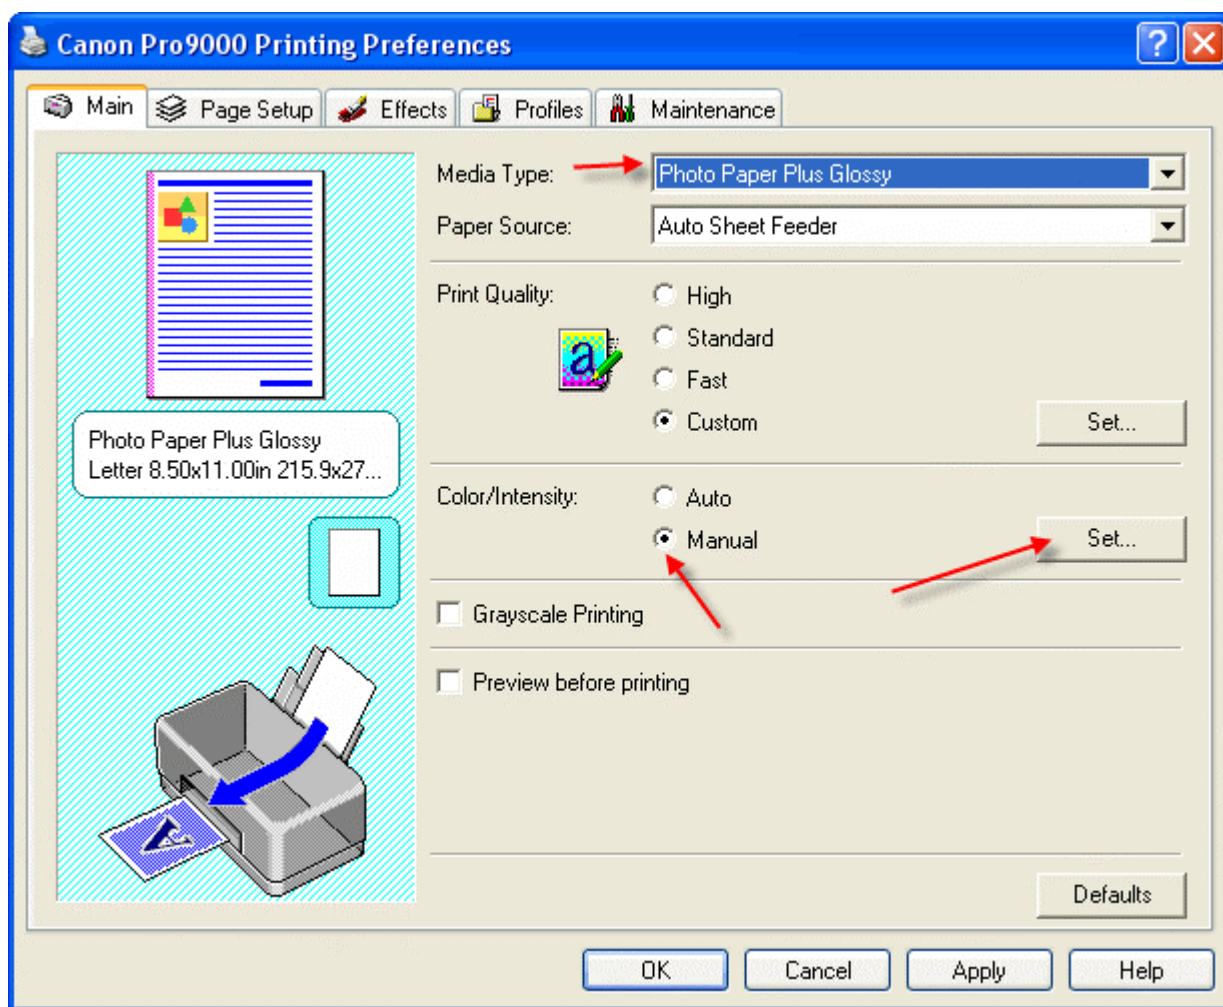 Canon Pro9000 Printing Preferences
Main Page Setup Effects Profiles Maintenance
Media Type: Photo Paper Plus Glossy
Paper Source: Auto Sheet Feeder
Print Quality: High
Standard
Fast
Custom Set...
Photo Paper Plus Glossy
Letter 8.50x11.00in 215.9x27...
Color/Intensity: Auto
Manual Set...
Grayscale Printing
Preview before printing
Defaults
OK Cancel Apply Help